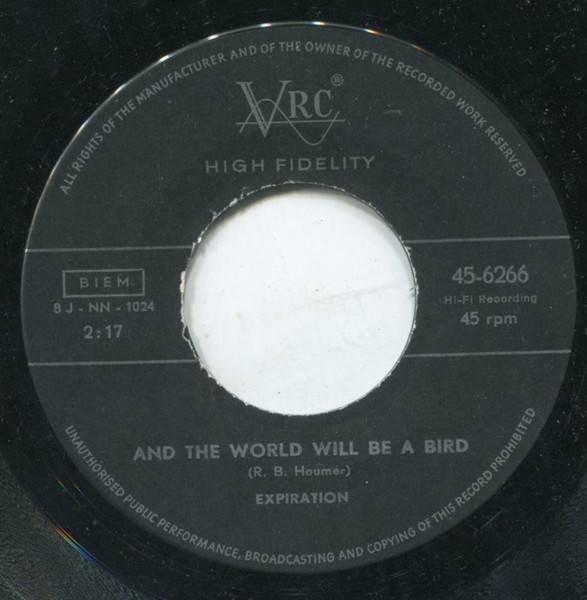 ALL RIGHTS OF THE MANUFACTURER AND OF THE OWNER OF THE RECORDED WORK RESERVED
VRC®
HIGH FIDELITY
BIEM
8 J - NN - 1024
2:17
45-6266
Hi-Fi Recording
45 rpm
AND THE WORLD WILL BE A BIRD
(R. B. Houmer)
EXPIRATION
UNAUTHORISED PUBLIC PERFORMANCE, BROADCASTING AND COPYING OF THIS RECORD PROHIBITED